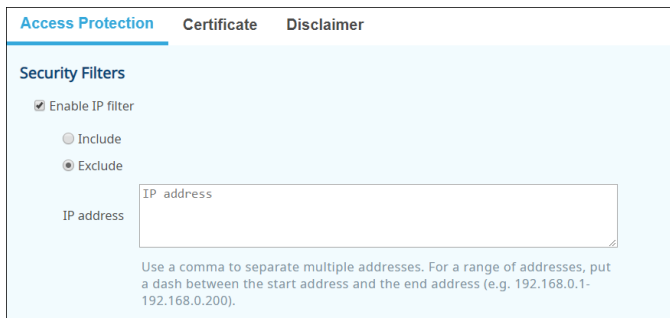 Access Protection Certificate Disclaimer
Security Filters
Enable IP filter
Include
Exclude
IP address
IP address
Use a comma to separate multiple addresses. For a range of addresses, put
a dash between the start address and the end address (e.g. 192.168.0.1-
192.168.0.200).